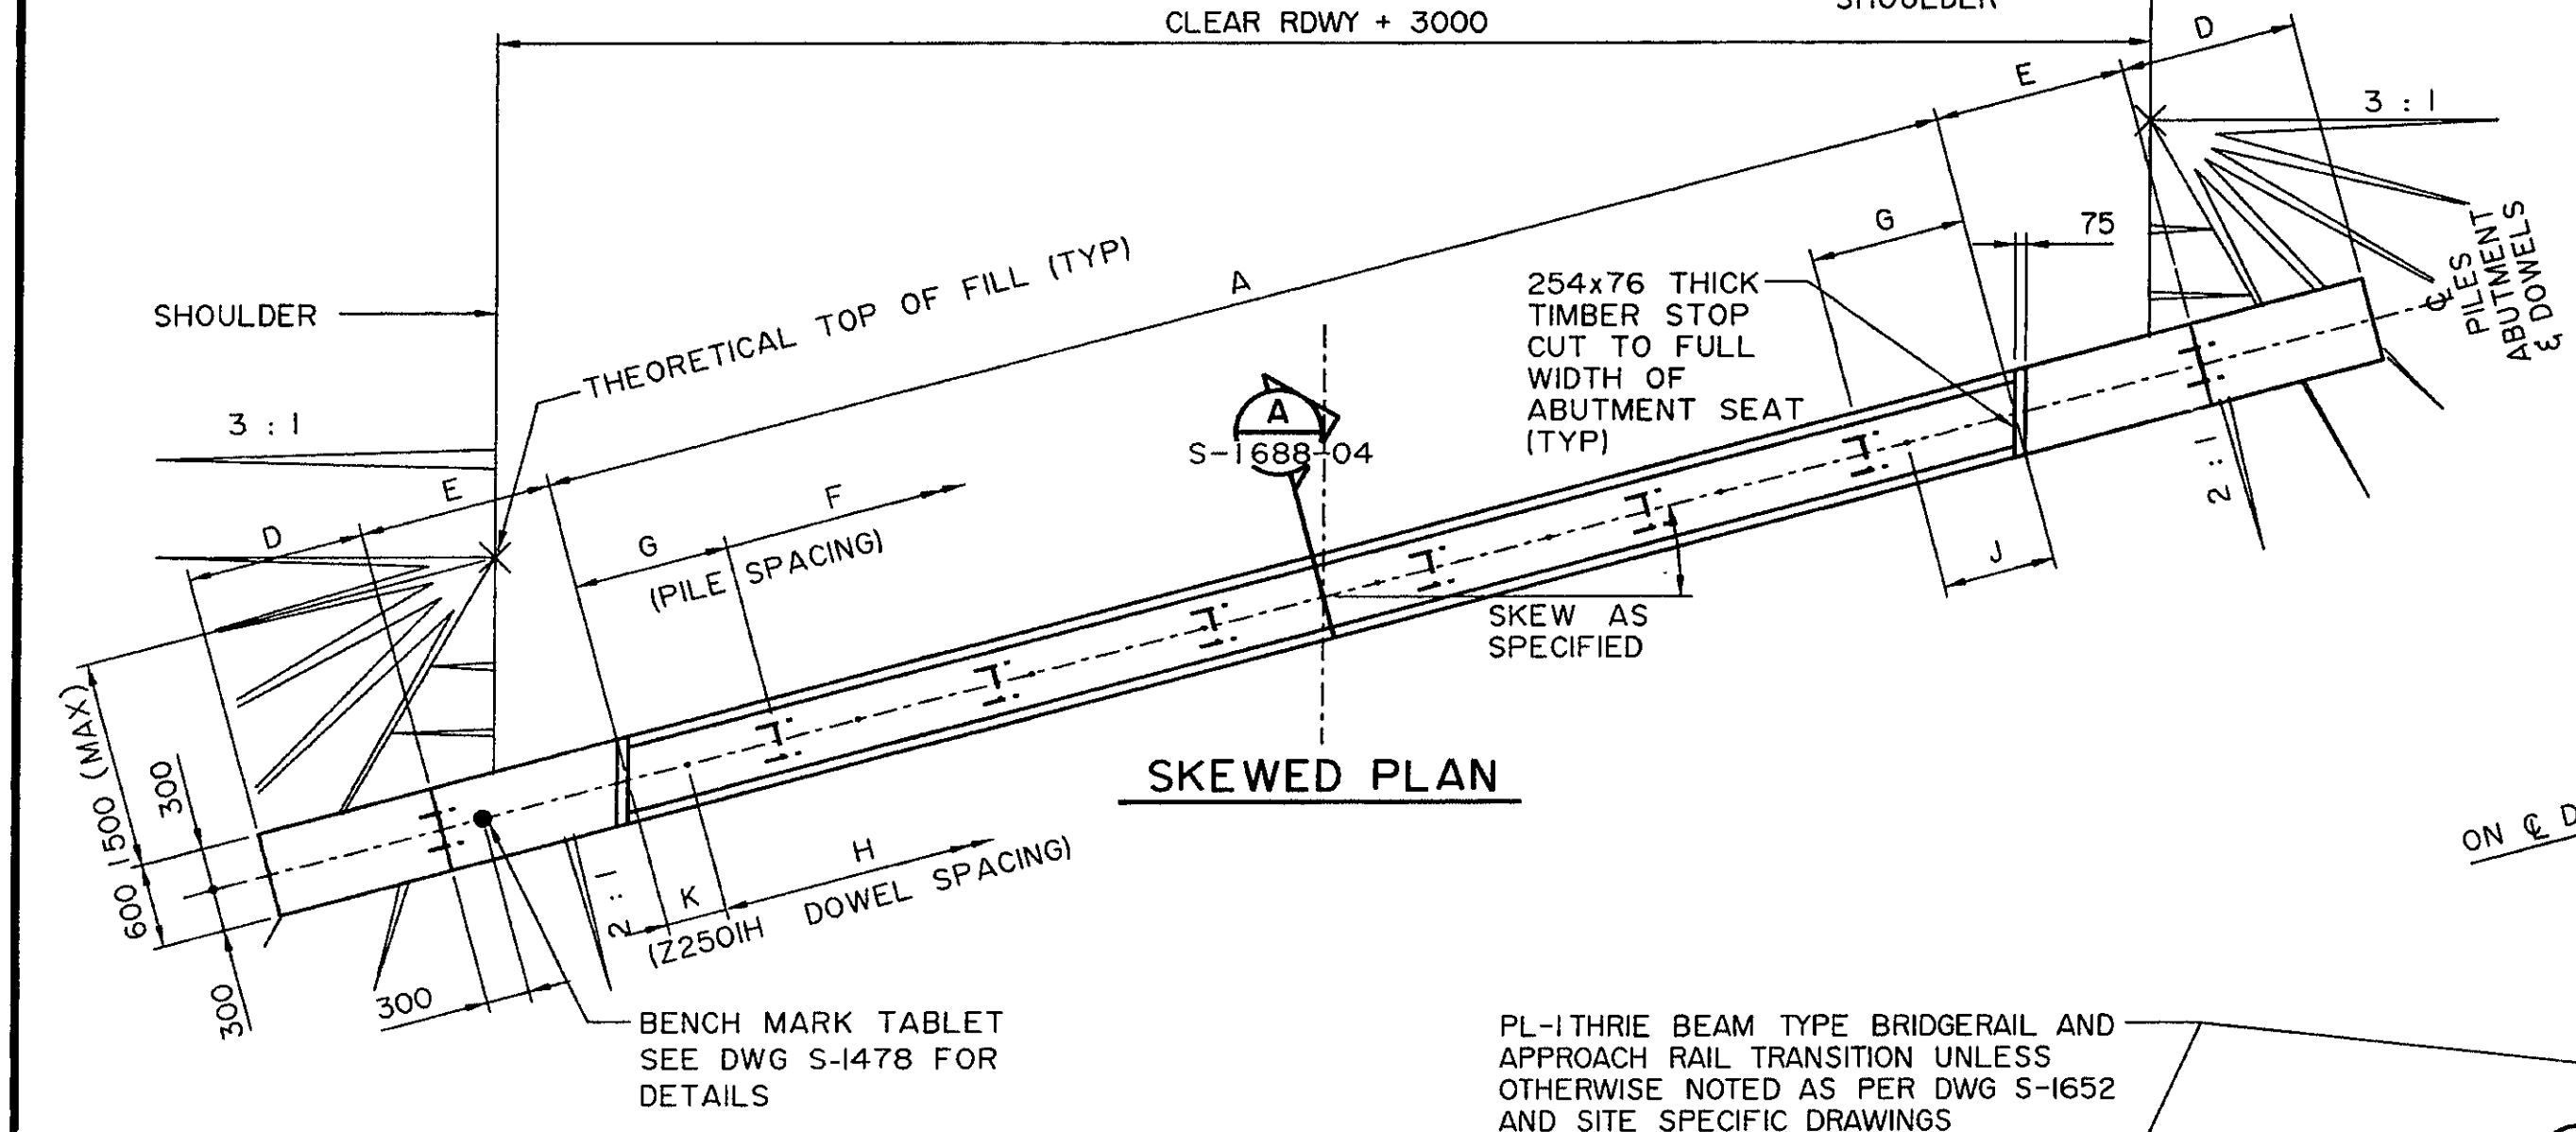 CLEAR RDWY + 3000
SHOULDER
D
E
3 : 1
G
75
A
254x76 THICK
TIMBER STOP
CUT TO FULL
WIDTH OF
ABUTMENT SEAT
(TYP)
℄
PILES
ABUTMENT
& DOWELS
SHOULDER
THEORETICAL TOP OF FILL (TYP)
3 : 1
A
S-1688-04
E
D
F
G
(PILE SPACING)
2 : 1
J
SKEW AS
SPECIFIED
1500 (MAX)
300
600
300
SKEWED PLAN
H
K
2 : 1
(Z2501H DOWEL SPACING)
300
BENCH MARK TABLET
SEE DWG S-1478 FOR
DETAILS
ON ℄ D
PL-1 THRIE BEAM TYPE BRIDGERAIL AND
APPROACH RAIL TRANSITION UNLESS
OTHERWISE NOTED AS PER DWG S-1652
AND SITE SPECIFIC DRAWINGS